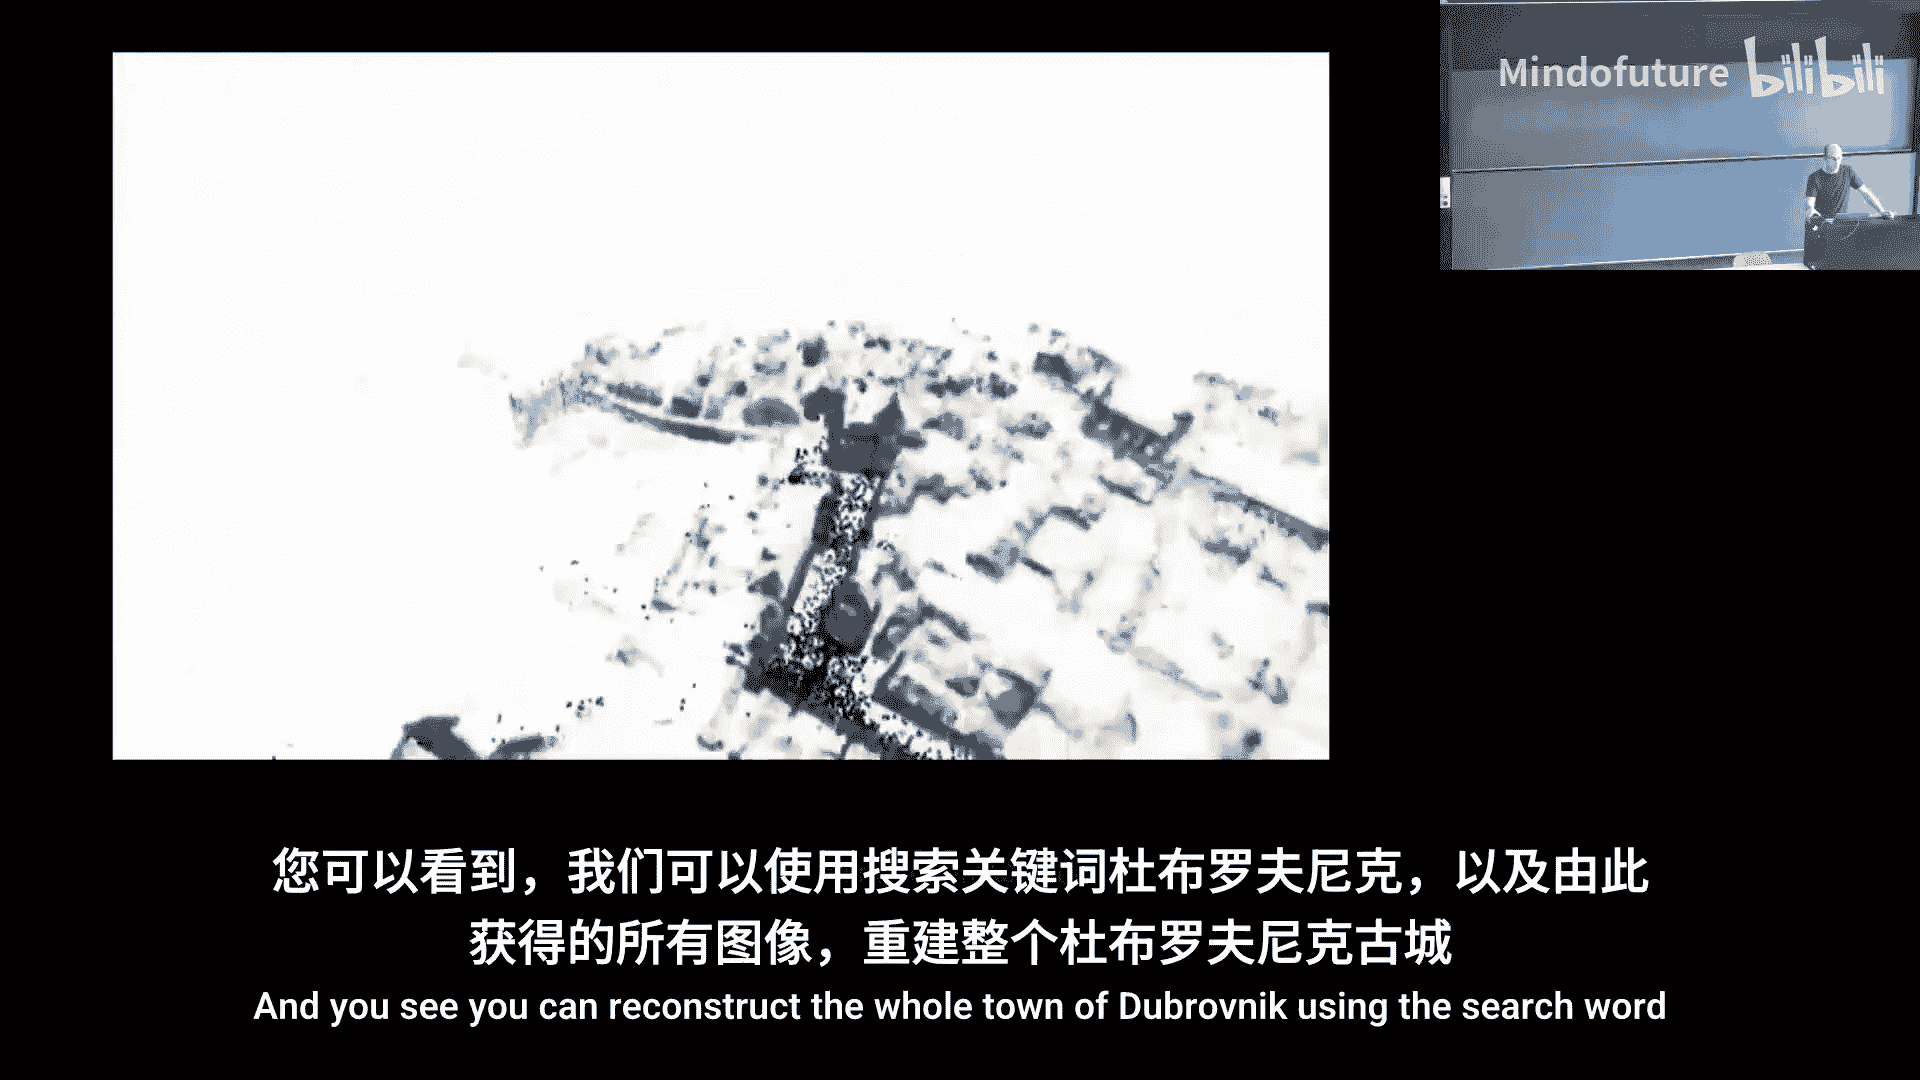 Mindofuture bilibili
您可以看到，我们可以使用搜索关键词杜布罗夫尼克，以及由此
获得的所有图像，重建整个杜布罗夫尼克古城
And you see you can reconstruct the whole town of Dubrovnik using the search word